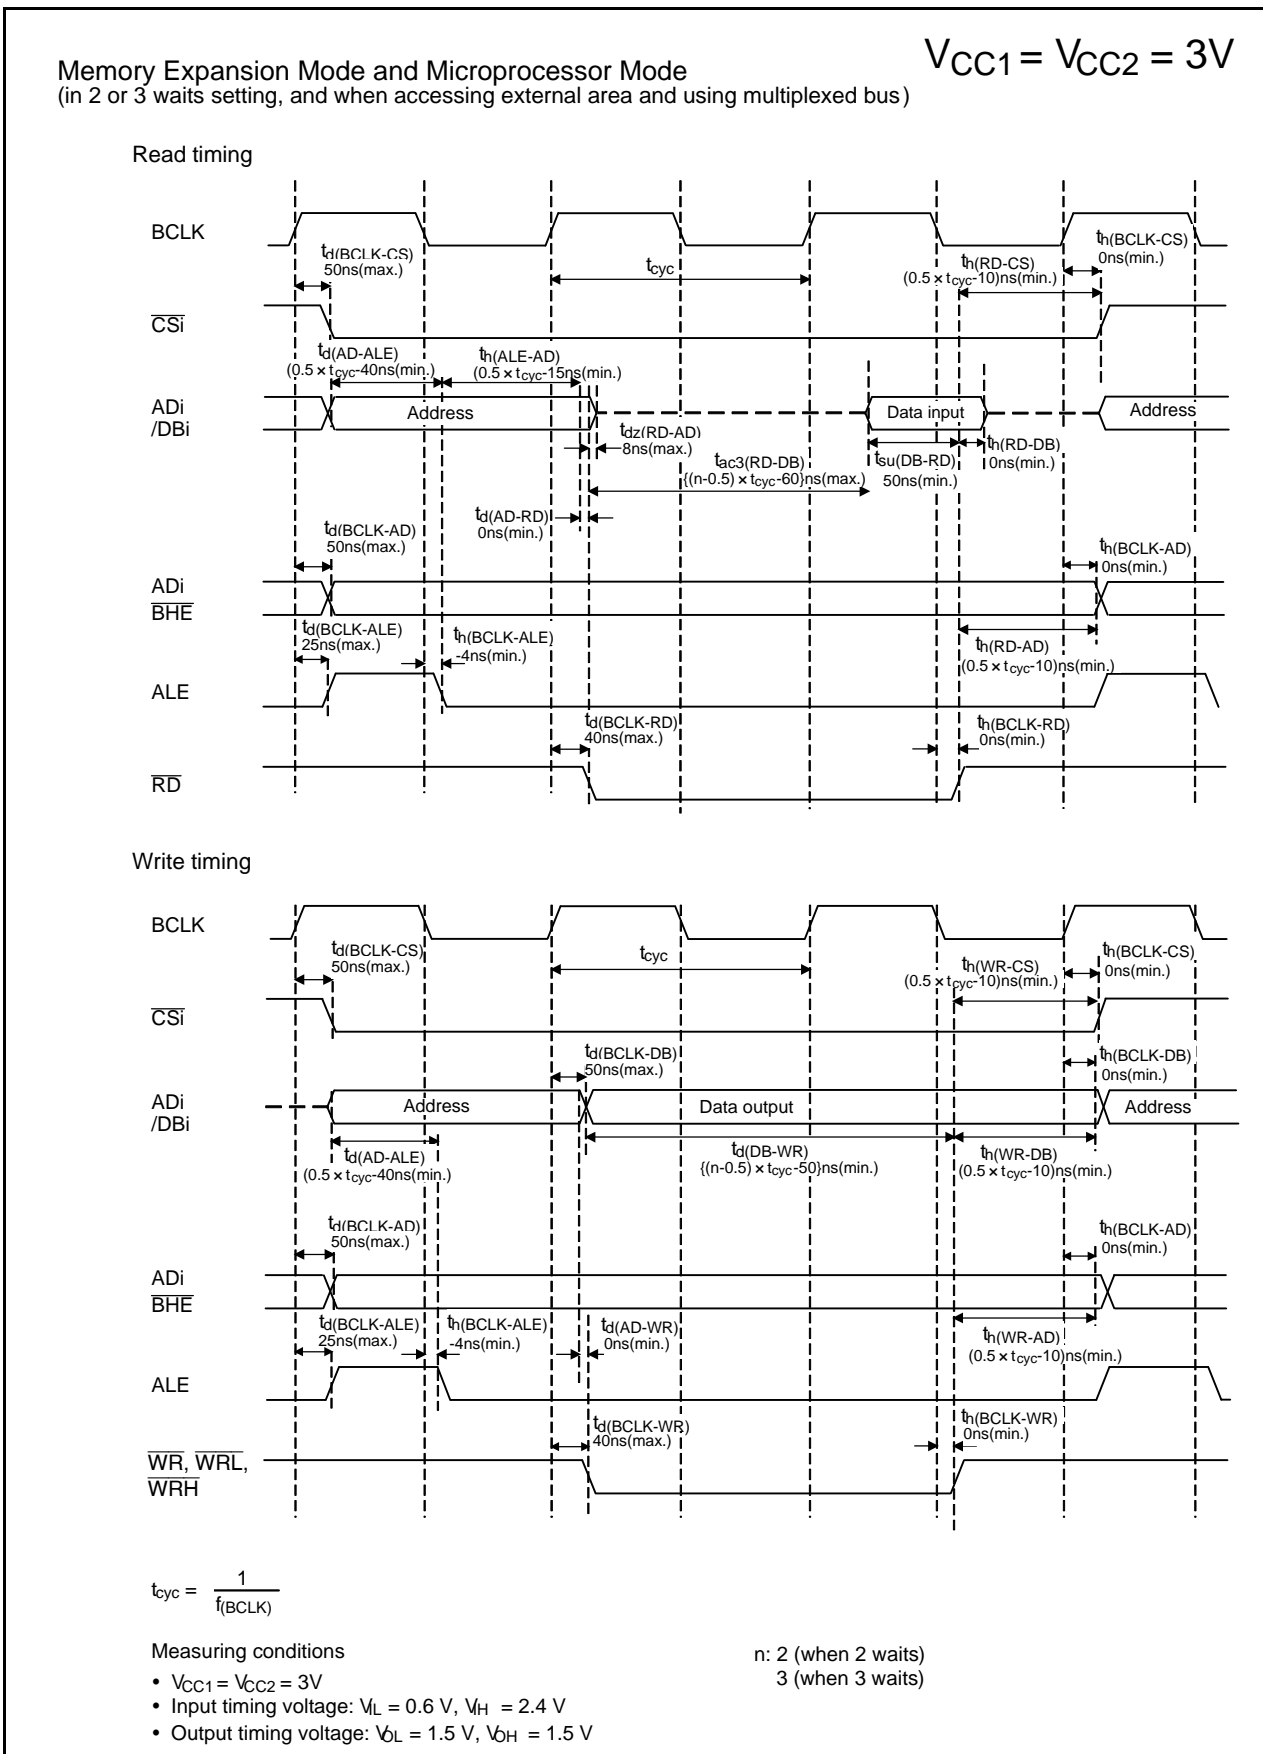 VCC1 = VCC2 = 3V
Memory Expansion Mode and Microprocessor Mode
(in 2 or 3 waits setting, and when accessing external area and using multiplexed bus)
Read timing
BCLK
td(BCLK-CS)
50ns(max.)
tcyc
th(RD-CS)
(0.5 × tcyc-10)ns(min.)
th(BCLK-CS)
0ns(min.)
CSi
td(AD-ALE)
(0.5 × tcyc-40ns(min.)
th(ALE-AD)
(0.5 × tcyc-15ns(min.)
ADi
/DBi
Address
Data input
Address
tdz(RD-AD)
8ns(max.)
tac3(RD-DB)
{(n-0.5) × tcyc-60}ns(max.)
tsu(DB-RD)
50ns(min.)
th(RD-DB)
0ns(min.)
td(AD-RD)
0ns(min.)
td(BCLK-AD)
50ns(max.)
th(BCLK-AD)
0ns(min.)
ADi
BHE
td(BCLK-ALE)
25ns(max.)
th(BCLK-ALE)
-4ns(min.)
th(RD-AD)
(0.5 × tcyc-10)ns(min.)
ALE
td(BCLK-RD)
40ns(max.)
th(BCLK-RD)
0ns(min.)
RD
Write timing
BCLK
td(BCLK-CS)
50ns(max.)
tcyc
th(WR-CS)
(0.5 × tcyc-10)ns(min.)
th(BCLK-CS)
0ns(min.)
CSi
td(BCLK-DB)
50ns(max.)
th(BCLK-DB)
0ns(min.)
ADi
/DBi
Address
Data output
Address
td(AD-ALE)
(0.5 × tcyc-40ns(min.)
td(DB-WR)
{(n-0.5) × tcyc-50}ns(min.)
th(WR-DB)
(0.5 × tcyc-10)ns(min.)
td(BCLK-AD)
50ns(max.)
th(BCLK-AD)
0ns(min.)
ADi
BHE
td(BCLK-ALE)
25ns(max.)
th(BCLK-ALE)
-4ns(min.)
td(AD-WR)
0ns(min.)
th(WR-AD)
(0.5 × tcyc-10)ns(min.)
ALE
td(BCLK-WR)
40ns(max.)
th(BCLK-WR)
0ns(min.)
WR, WRL,
WRH
tcyc = 1
f(BCLK)
Measuring conditions
• VCC1 = VCC2 = 3V
• Input timing voltage: VIL = 0.6 V, VIH = 2.4 V
• Output timing voltage: VOL = 1.5 V, VOH = 1.5 V
n: 2 (when 2 waits)
3 (when 3 waits)